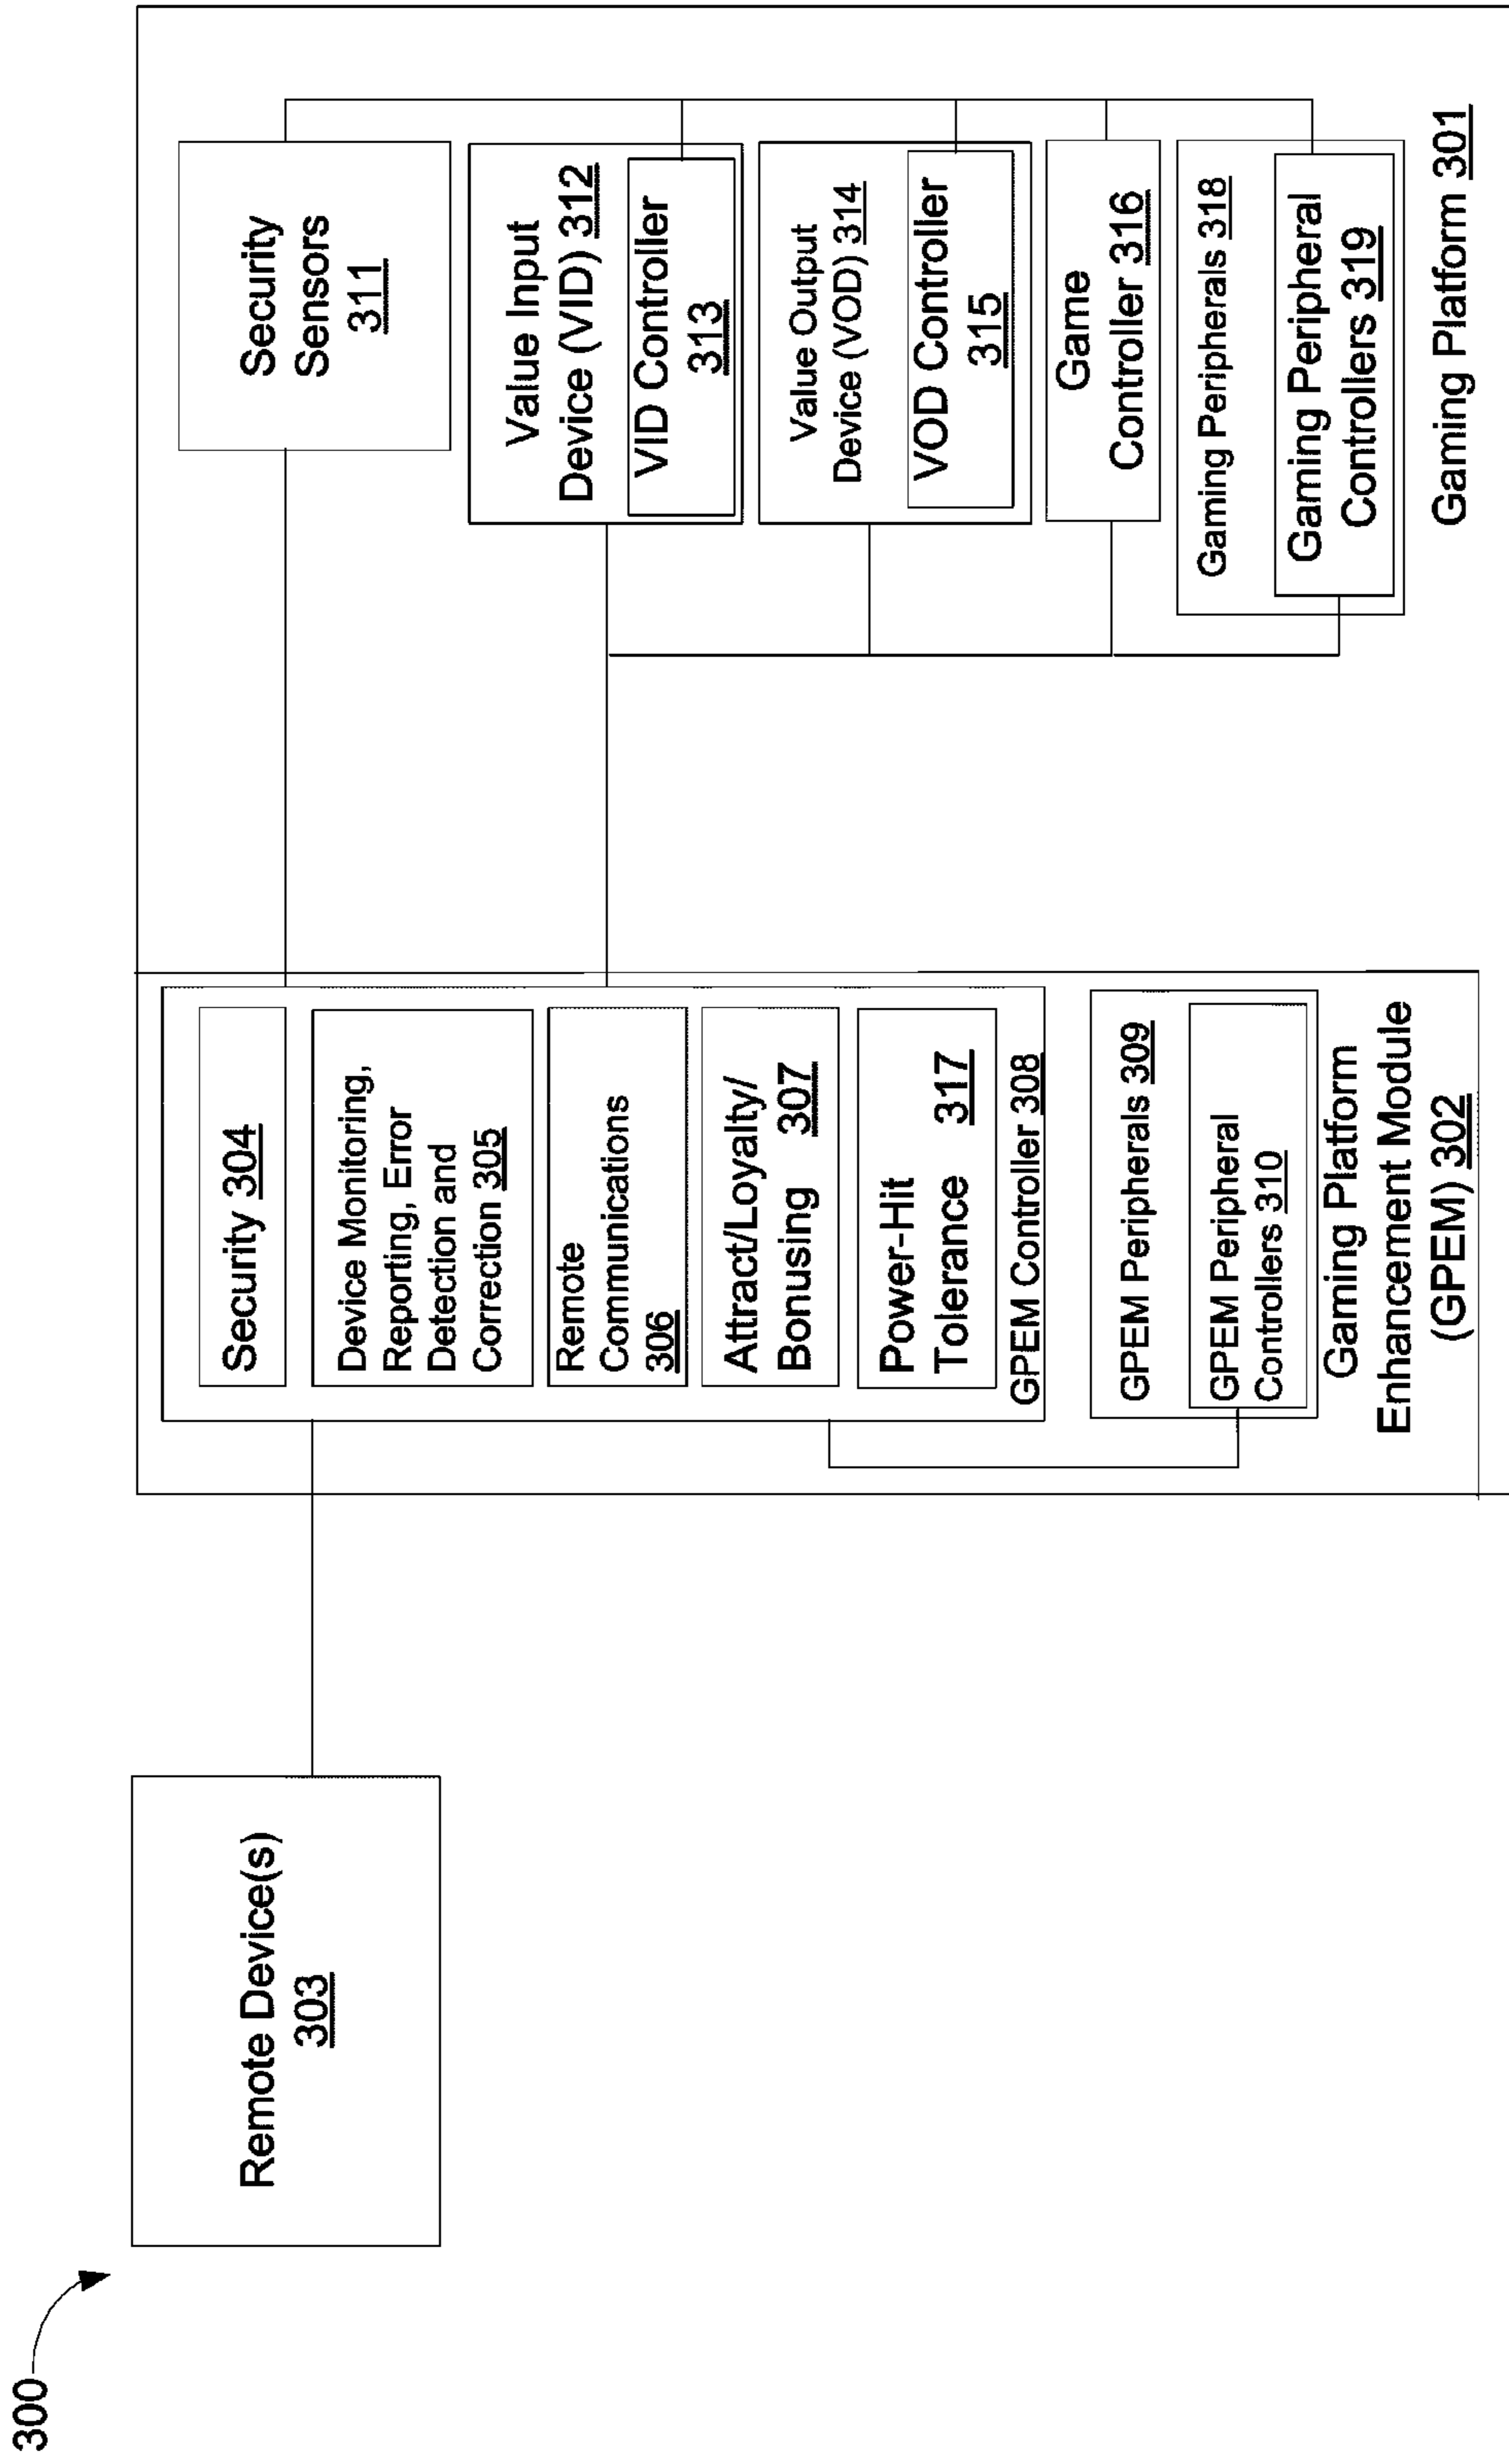 300
Remote Device(s)
303
Security 304
Device Monitoring,
Reporting, Error
Detection and
Correction 305
Remote
Communications
306
Attract/Loyalty/
Bonusing 307
Power-Hit
Tolerance 317
GPEM Controller 308
GPEM Peripherals 309
GPEM Peripheral
Controllers 310
Gaming Platform
Enhancement Module
(GPEM) 302
Security
Sensors
311
Value Input
Device (VID) 312
VID Controller
313
Value Output
Device (VOD) 314
VOD Controller
315
Game
Controller 316
Gaming Peripherals 318
Gaming Peripheral
Controllers 319
Gaming Platform 301